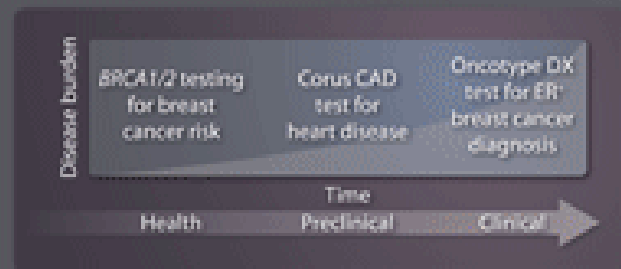 Disease burden
BRCA1/2 testing
for breast
cancer risk
Corus CAD
test for
heart disease
Oncotype DX
test for ER+
breast cancer
diagnosis
Time
Health
Preclinical
Clinical